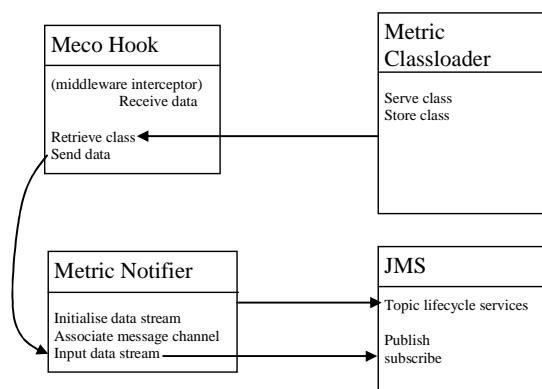 Meco Hook
(middleware interceptor)
Receive data
Retrieve class
Send data
Metric
Classloader
Serve class
Store class
Metric Notifier
Initialise data stream
Associate message channel
Input data stream
JMS
Topic lifecycle services
Publish
subscribe